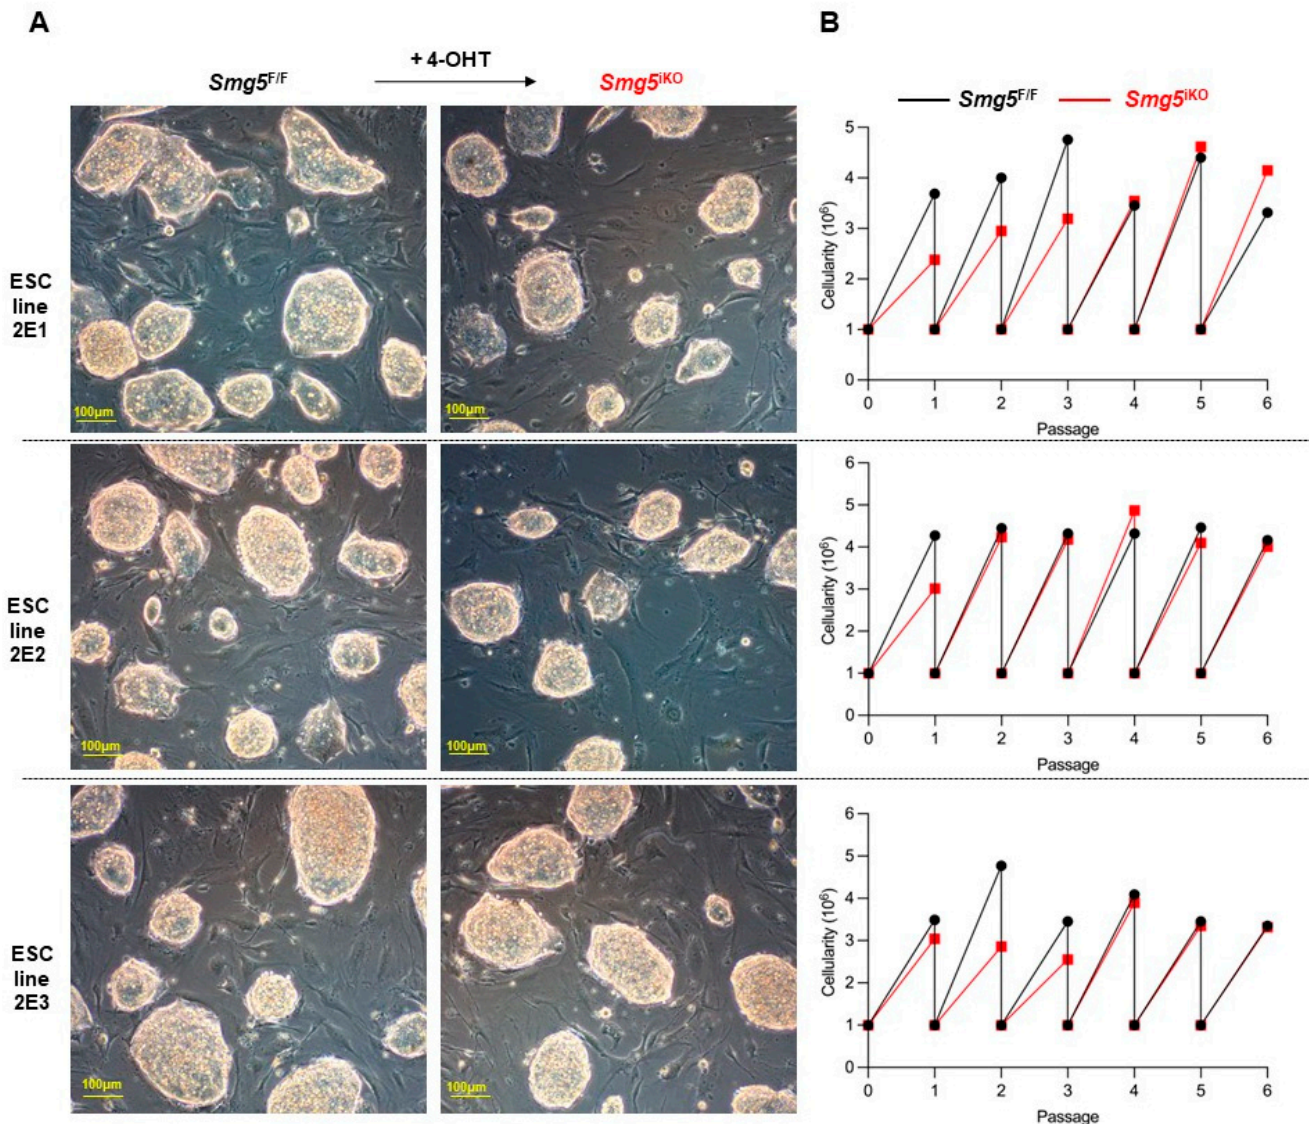 A
B
+ 4-OHT
Smg5F/F
Smg5iKO
Smg5F/F
Smg5iKO
ESC
line
2E1
100µm
100µm
5
4
3
2
1
0
Cellularity (10⁶)
0 1 2 3 4 5 6
Passage
ESC
line
2E2
100µm
100µm
6
5
4
3
2
1
0
Cellularity (10⁶)
0 1 2 3 4 5 6
Passage
ESC
line
2E3
100µm
100µm
6
5
4
3
2
1
0
Cellularity (10⁶)
0 1 2 3 4 5 6
Passage